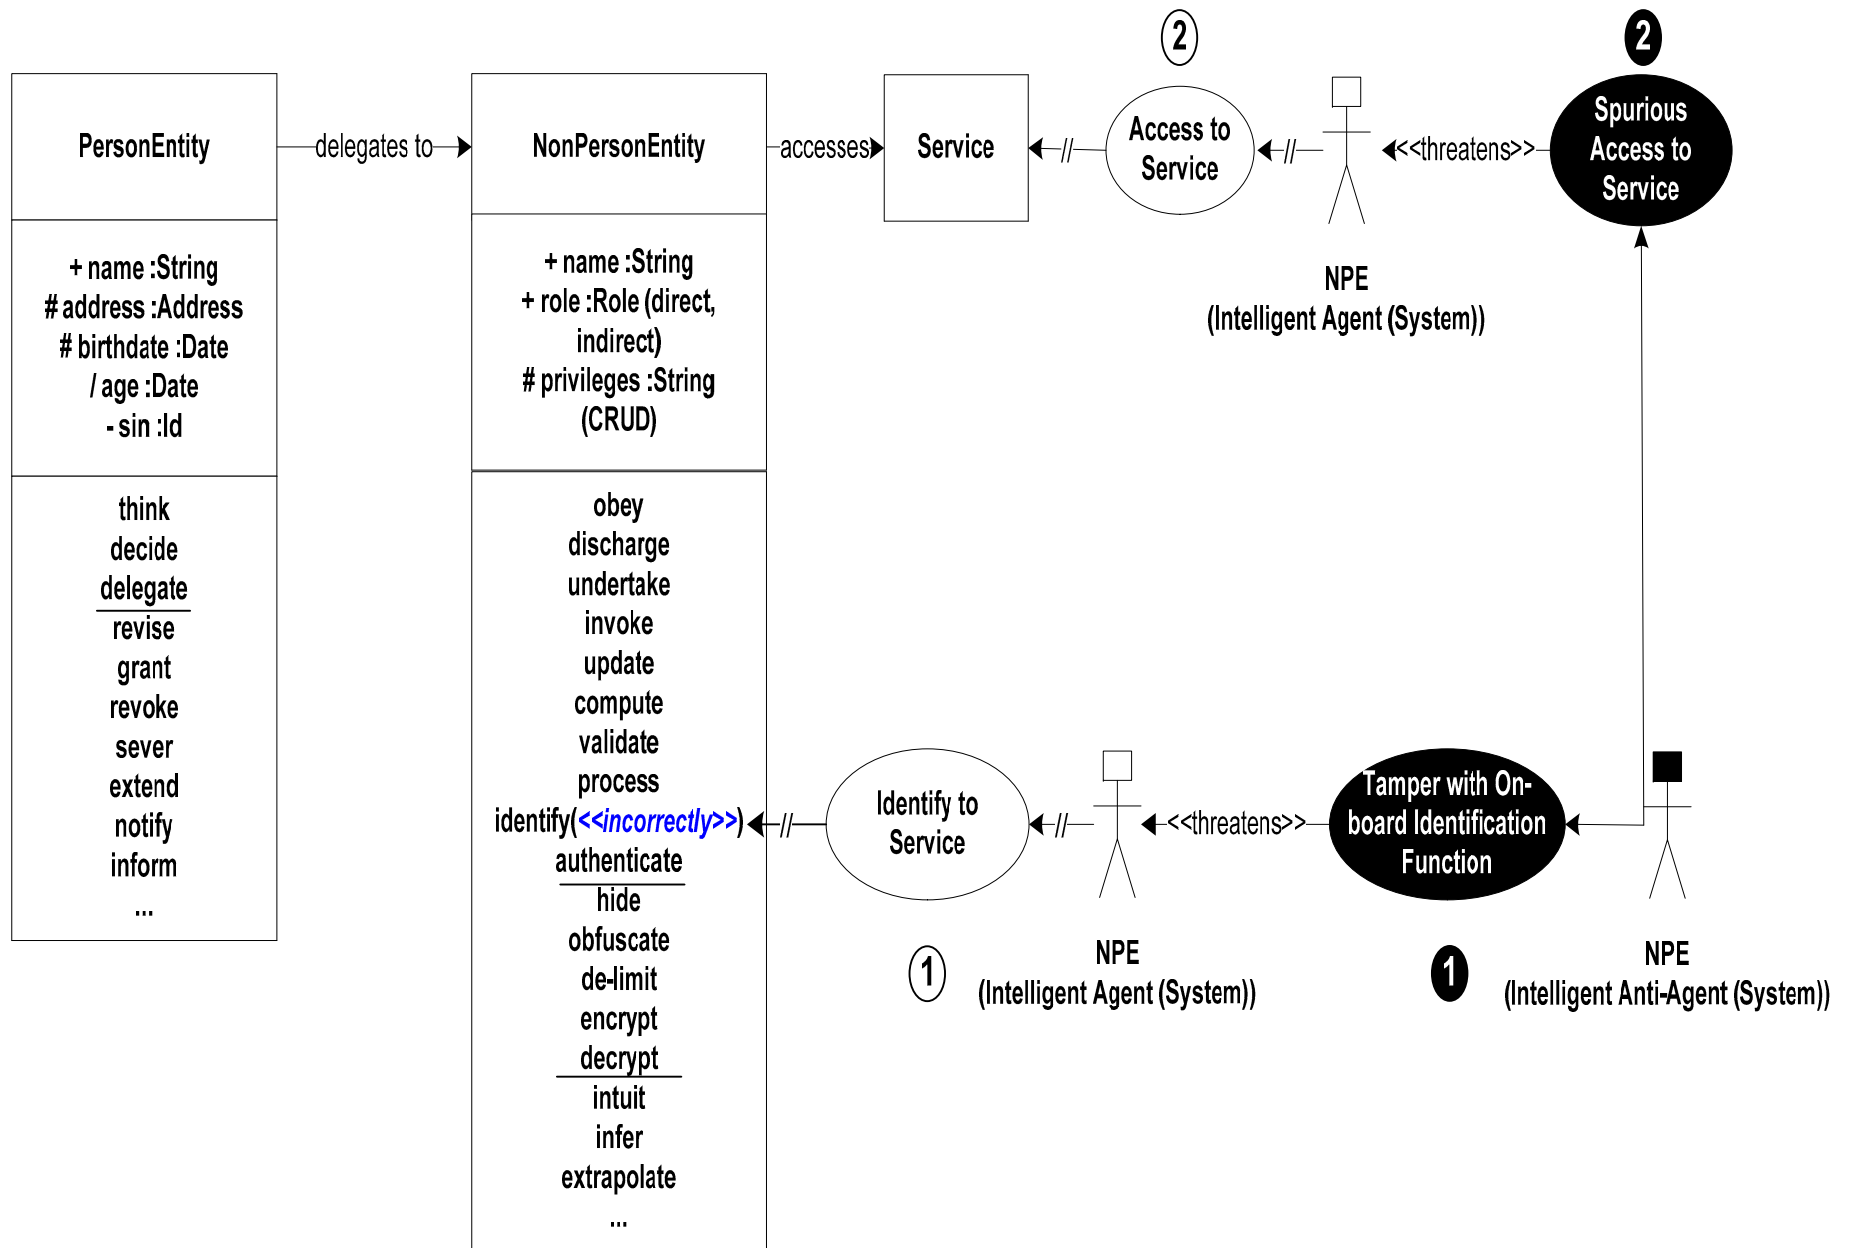 2
2
PersonEntity
delegates to
NonPersonEntity
accesses
Service
Access to
Service
<<threatens>>
Spurious
Access to
Service
+ name :String
# address :Address
# birthdate :Date
/ age :Date
- sin :Id
+ name :String
+ role :Role (direct,
indirect)
# privileges :String
(CRUD)
NPE
(Intelligent Agent (System))
think
decide
delegate
revise
grant
revoke
sever
extend
notify
inform
...
obey
discharge
undertake
invoke
update
compute
validate
process
identify(<<incorrectly>>)
authenticate
hide
obfuscate
de-limit
encrypt
decrypt
intuit
infer
extrapolate
...
//
//
//
//
Identify to
Service
<<threatens>>
Tamper with On-
board Identification
Function
1
NPE
(Intelligent Agent (System))
1
NPE
(Intelligent Anti-Agent (System))